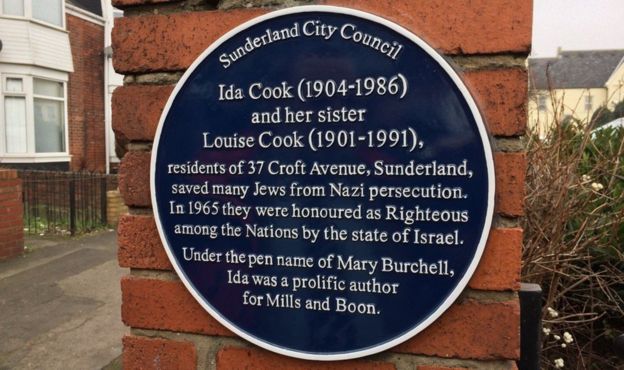 Sunderland City Council
Ida Cook (1904-1986)
and her sister
Louise Cook (1901-1991),
residents of 37 Croft Avenue, Sunderland,
saved many Jews from Nazi persecution.
In 1965 they were honoured as Righteous
among the Nations by the state of Israel.
Under the pen name of Mary Burchell,
Ida was a prolific author
for Mills and Boon.